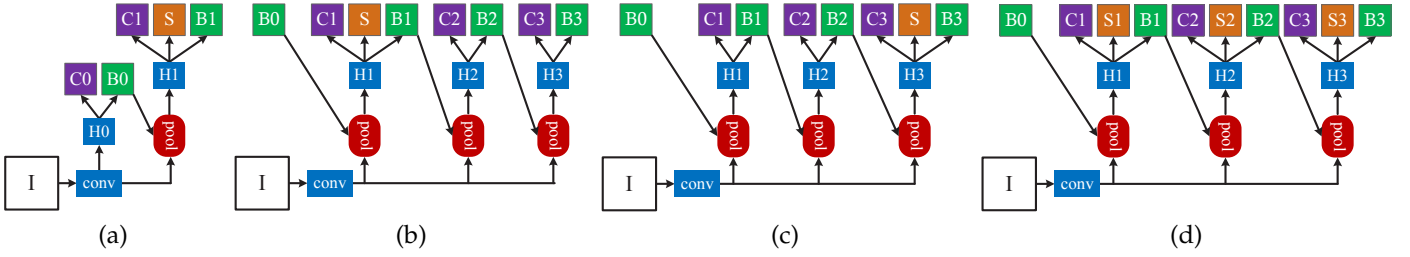 C1 S B1
C0 B0
H1
H0
pool
I conv
(a)
B0 C1 S B1 C2 B2 C3 B3
H1 H2 H3
pool pool pool
I conv
(b)
B0 C1 B1 C2 B2 C3 S B3
H1 H2 H3
pool pool pool
I conv
(c)
B0 C1 S1 B1 C2 S2 B2 C3 S3 B3
H1 H2 H3
pool pool pool
I conv
(d)